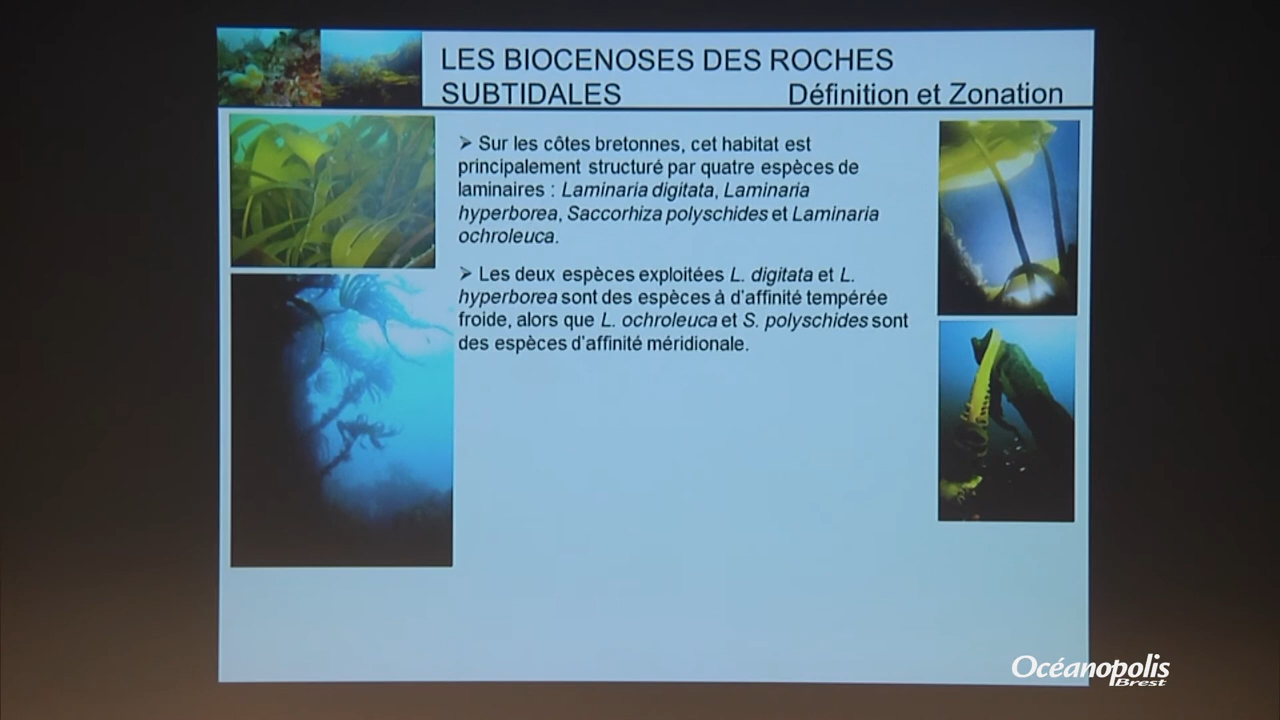 LES BIOCENOSES DES ROCHES
SUBTIDALES Définition et Zonation
➢ Sur les côtes bretonnes, cet habitat est
principalement structuré par quatre espèces de
laminaires : Laminaria digitata, Laminaria
hyperborea, Saccorhiza polyschides et Laminaria
ochroleuca.
➢ Les deux espèces exploitées L. digitata et L.
hyperborea sont des espèces à d'affinité tempérée
froide, alors que L. ochroleuca et S. polyschides sont
des espèces d'affinité méridionale.
Océanopolis
Brest